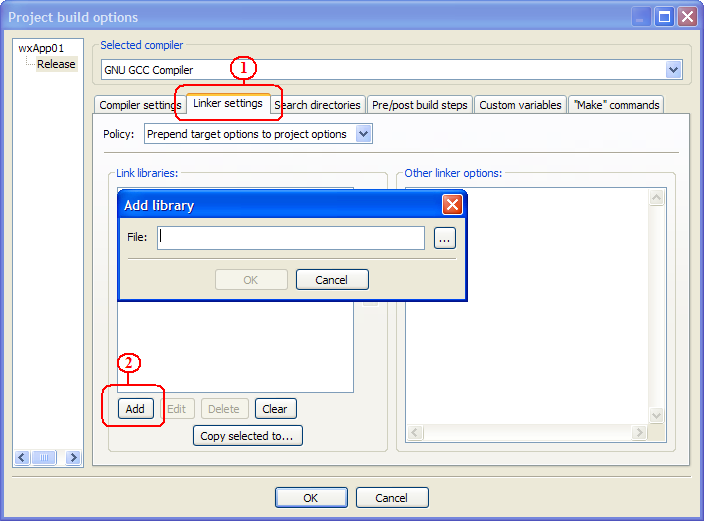 Project build options
wxApp01
Release
Selected compiler
GNU GCC Compiler
1
Compiler settings Linker settings Search directories Pre/post build steps Custom variables "Make" commands
Policy: Prepend target options to project options
Link libraries: Other linker options:
Add library
File: ...
OK Cancel
2
Add Edit Delete Clear
Copy selected to...
OK Cancel